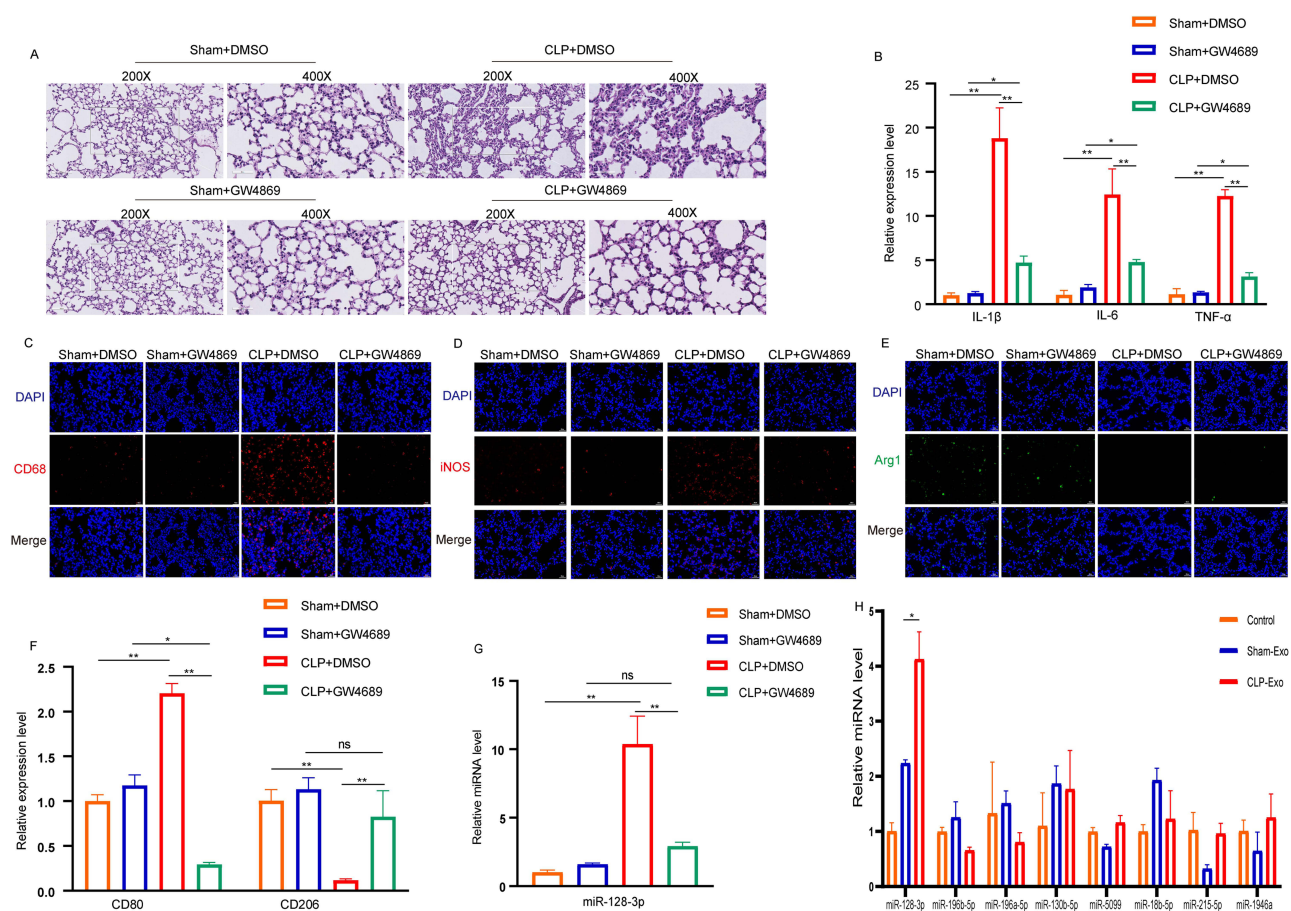 A
Sham+DMSO
CLP+DMSO
200X 400X 200X 400X
Sham+GW4869
CLP+GW4869
200X 400X 200X 400X
B
Sham+DMSO
Sham+GW4689
CLP+DMSO
CLP+GW4689
Relative expression level
25
20
15
10
5
0
* ** **
* ** **
* ** **
IL-1β IL-6 TNF-α
C
Sham+DMSO Sham+GW4869 CLP+DMSO CLP+GW4869
DAPI
CD68
Merge
D
Sham+DMSO Sham+GW4869 CLP+DMSO CLP+GW4869
DAPI
iNOS
Merge
E
Sham+DMSO Sham+GW4869 CLP+DMSO CLP+GW4869
DAPI
Arg1
Merge
F
Sham+DMSO
Sham+GW4689
CLP+DMSO
CLP+GW4689
Relative expression level
2.5
2.0
1.5
1.0
0.5
0.0
* ** **
ns ** **
CD80 CD206
G
Sham+DMSO
Sham+GW4689
CLP+DMSO
CLP+GW4689
Relative miRNA level
15
10
5
0
ns
** **
miR-128-3p
H
Control
Sham-Exo
CLP-Exo
Relative miRNA level
5
4
3
2
1
0
*
miR-128-3p miR-196b-5p miR-196a-5p miR-130b-5p miR-5099 miR-18b-5p miR-215-5p miR-1946a